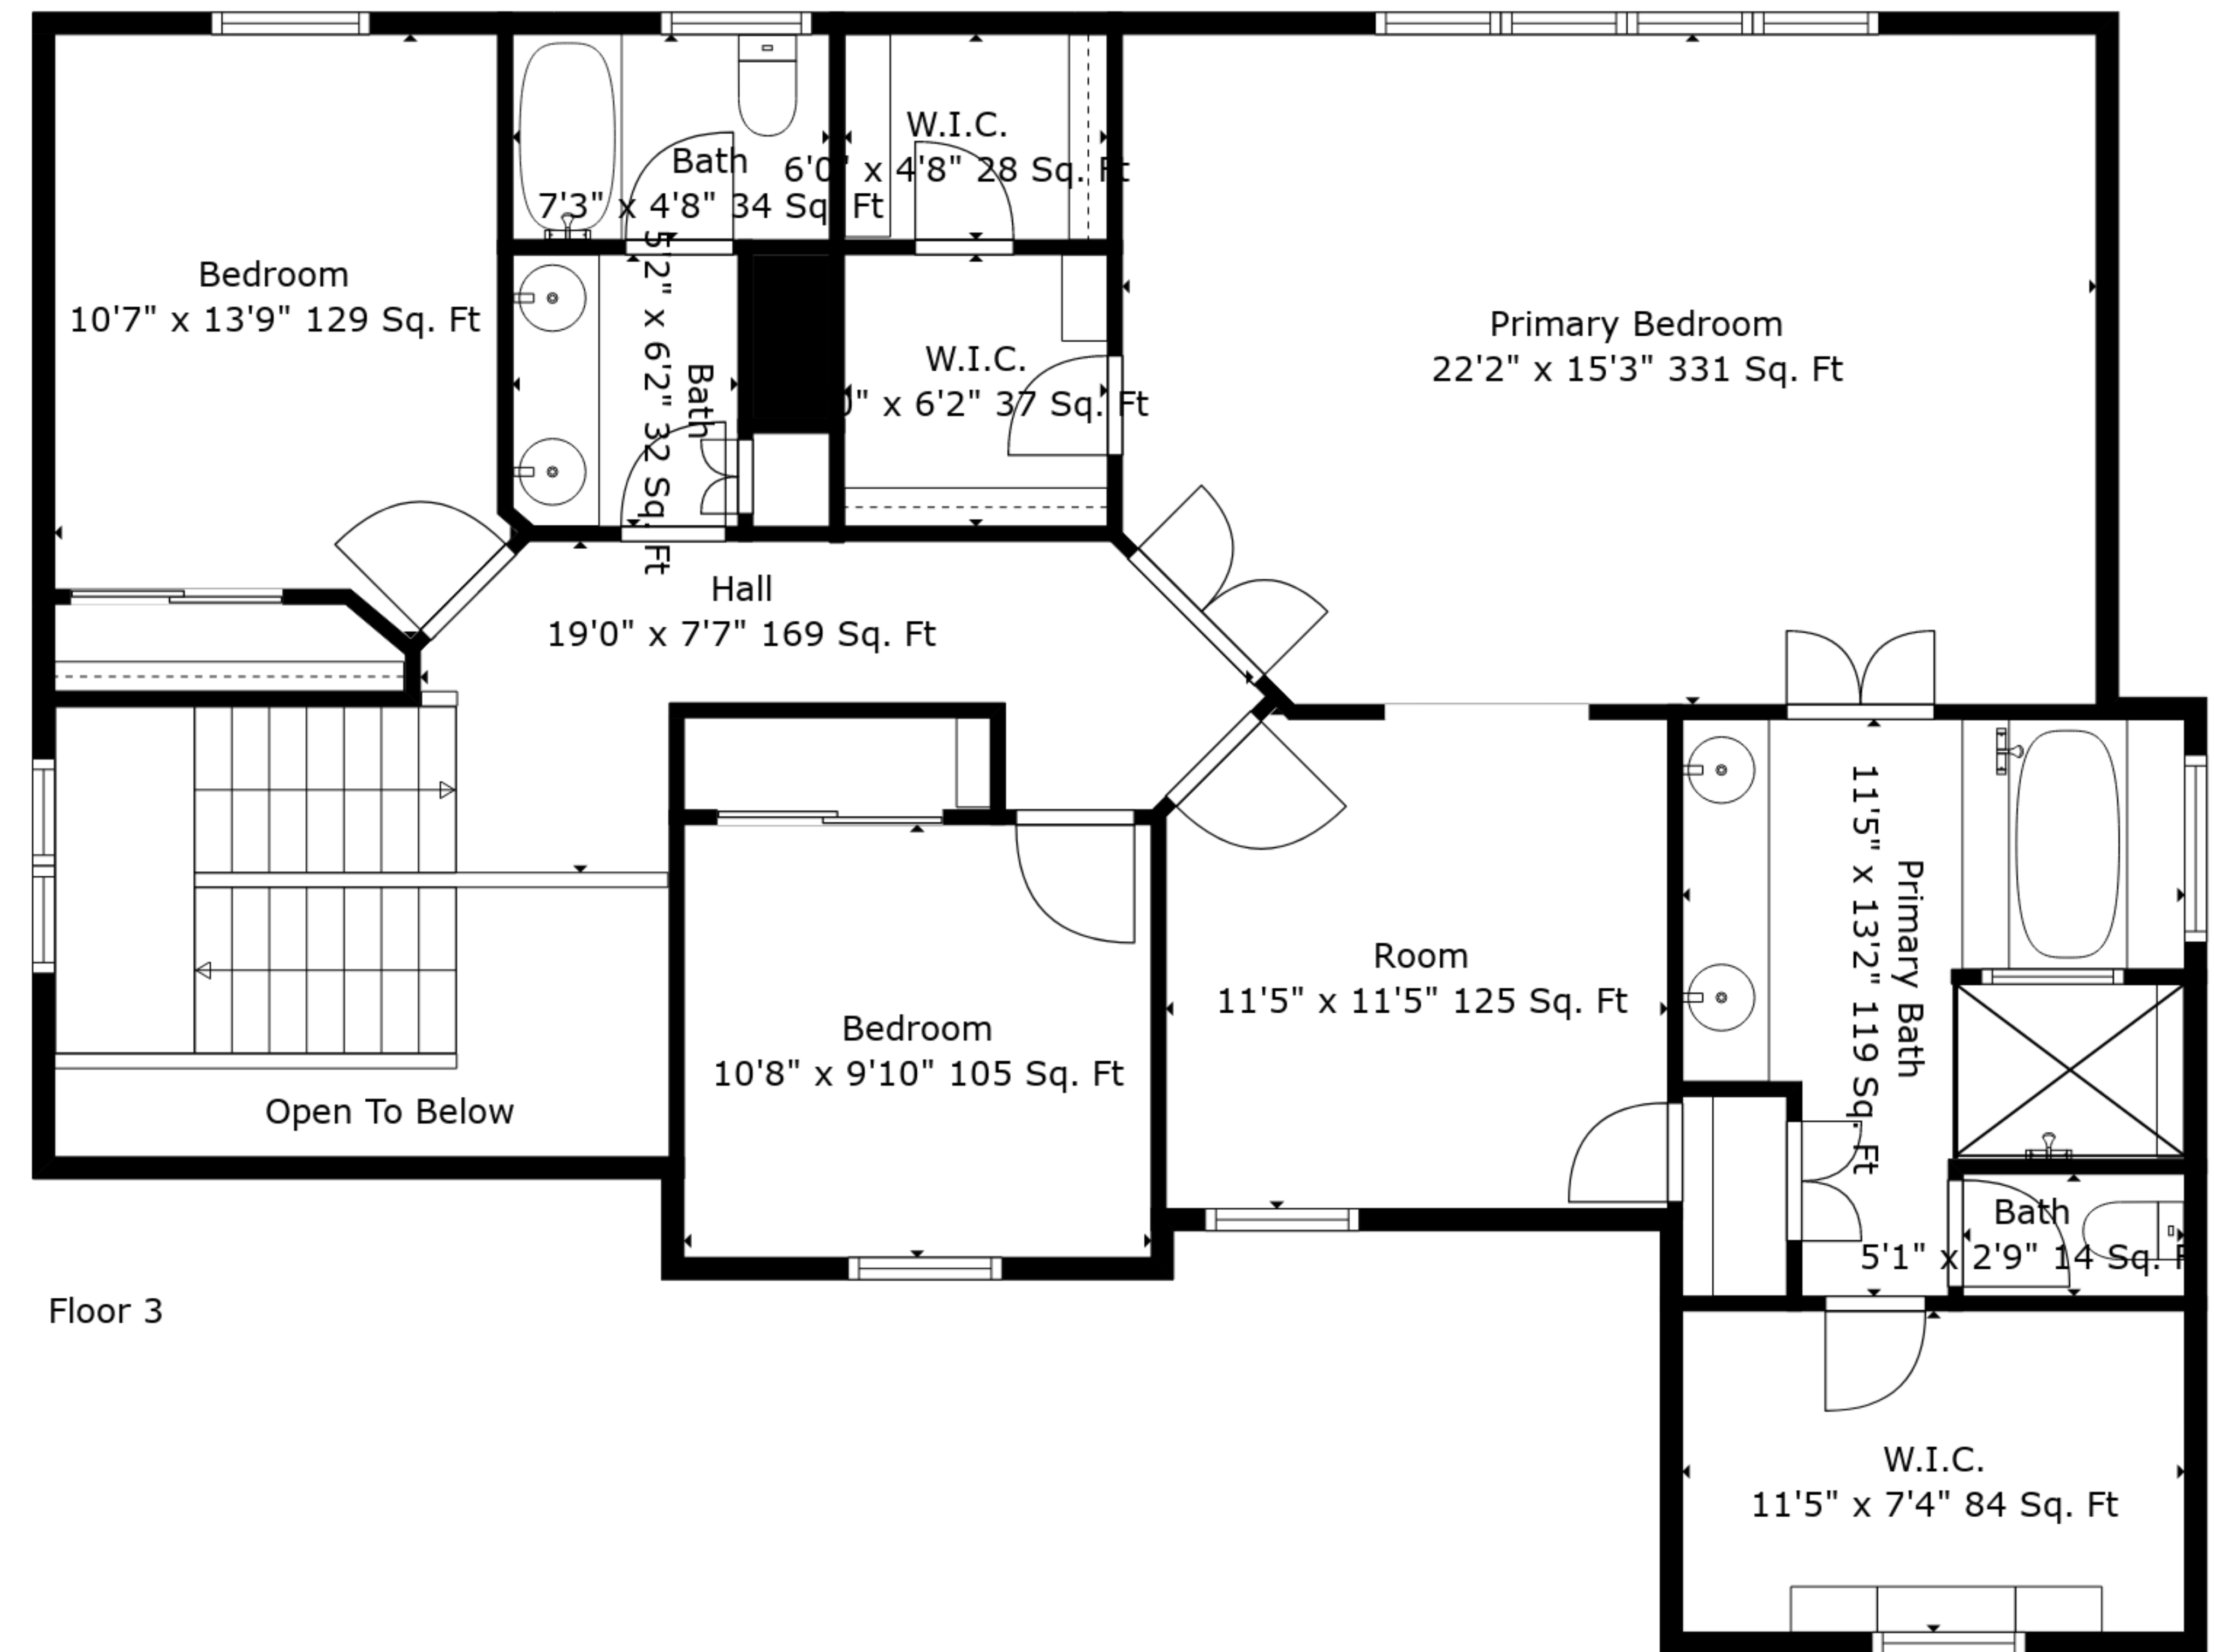 Bath
7'3" x 4'8" 34 Sq. Ft
W.I.C.
6'0" x 4'8" 28 Sq. Ft
Bedroom
10'7" x 13'9" 129 Sq. Ft
Bath
5'2" x 6'2" 32 Sq. Ft
W.I.C.
0" x 6'2" 37 Sq. Ft
Primary Bedroom
22'2" x 15'3" 331 Sq. Ft
Hall
19'0" x 7'7" 169 Sq. Ft
Primary Bath
11'5" x 13'2" 119 Sq. Ft
Room
11'5" x 11'5" 125 Sq. Ft
Bedroom
10'8" x 9'10" 105 Sq. Ft
Open To Below
Bath
5'1" x 2'9" 14 Sq. F
Floor 3
W.I.C.
11'5" x 7'4" 84 Sq. Ft